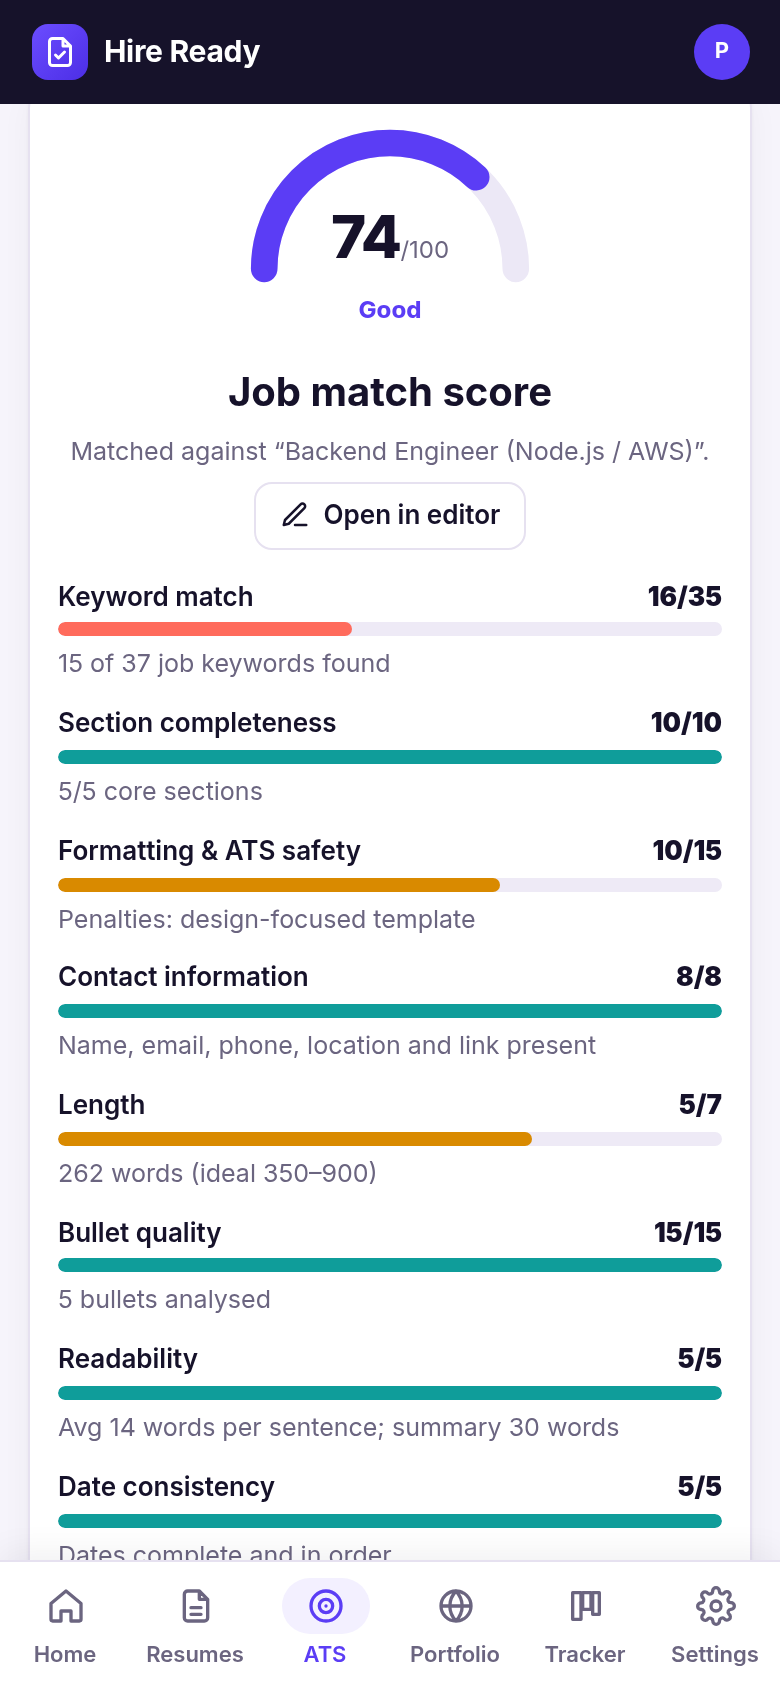 Hire Ready
P
74/100
Good
Job match score
Matched against “Backend Engineer (Node.js / AWS)”.
Open in editor
Keyword match 16/35
15 of 37 job keywords found
Section completeness 10/10
5/5 core sections
Formatting & ATS safety 10/15
Penalties: design-focused template
Contact information 8/8
Name, email, phone, location and link present
Length 5/7
262 words (ideal 350–900)
Bullet quality 15/15
5 bullets analysed
Readability 5/5
Avg 14 words per sentence; summary 30 words
Date consistency 5/5
Dates complete and in order
Home Resumes ATS Portfolio Tracker Settings